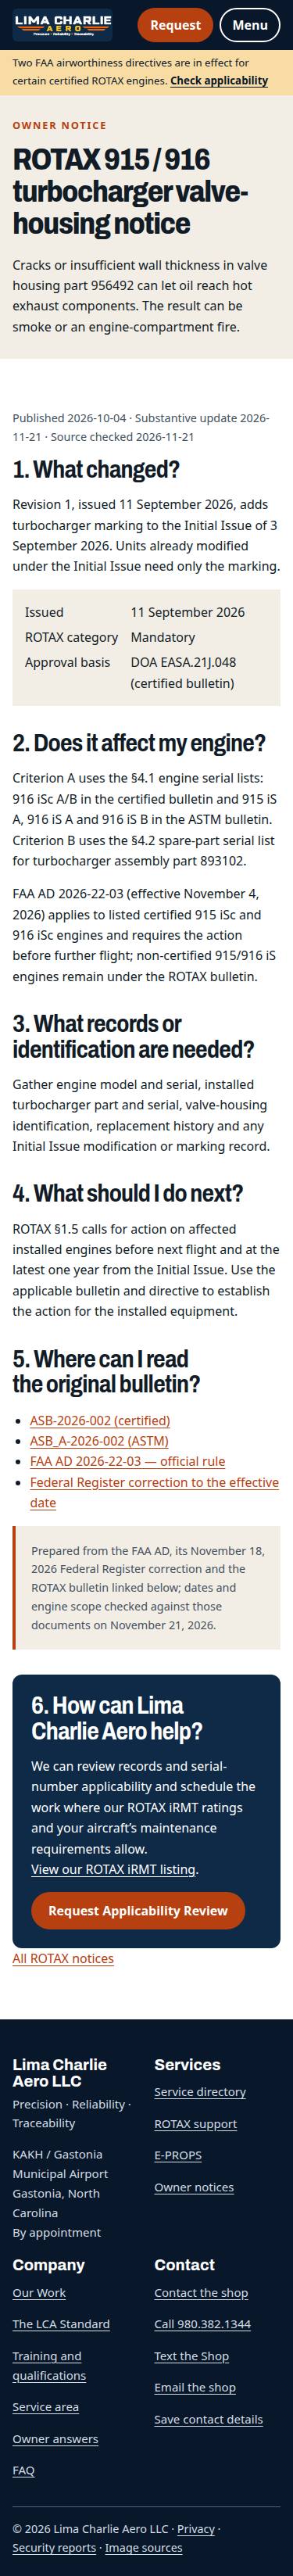 LIMA CHARLIE
AERO
Precision • Reliability • Traceability
Request
Menu
Two FAA airworthiness directives are in effect for
certain certified ROTAX engines. Check applicability
OWNER NOTICE
ROTAX 915 / 916
turbocharger valve-
housing notice
Cracks or insufficient wall thickness in valve
housing part 956492 can let oil reach hot
exhaust components. The result can be
smoke or an engine-compartment fire.
Published 2026-10-04 · Substantive update 2026-
11-21 · Source checked 2026-11-21
1. What changed?
Revision 1, issued 11 September 2026, adds
turbocharger marking to the Initial Issue of 3
September 2026. Units already modified
under the Initial Issue need only the marking.
Issued 11 September 2026
ROTAX category Mandatory
Approval basis DOA EASA.21J.048
(certified bulletin)
2. Does it affect my engine?
Criterion A uses the §4.1 engine serial lists:
916 iSc A/B in the certified bulletin and 915 iS
A, 916 iS A and 916 iS B in the ASTM bulletin.
Criterion B uses the §4.2 spare-part serial list
for turbocharger assembly part 893102.
FAA AD 2026-22-03 (effective November 4,
2026) applies to listed certified 915 iSc and
916 iSc engines and requires the action
before further flight; non-certified 915/916 iS
engines remain under the ROTAX bulletin.
3. What records or
identification are needed?
Gather engine model and serial, installed
turbocharger part and serial, valve-housing
identification, replacement history and any
Initial Issue modification or marking record.
4. What should I do next?
ROTAX §1.5 calls for action on affected
installed engines before next flight and at the
latest one year from the Initial Issue. Use the
applicable bulletin and directive to establish
the action for the installed equipment.
5. Where can I read
the original bulletin?
• ASB-2026-002 (certified)
• ASB_A-2026-002 (ASTM)
• FAA AD 2026-22-03 — official rule
• Federal Register correction to the effective
date
Prepared from the FAA AD, its November 18,
2026 Federal Register correction and the
ROTAX bulletin linked below; dates and
engine scope checked against those
documents on November 21, 2026.
6. How can Lima
Charlie Aero help?
We can review records and serial-
number applicability and schedule the
work where our ROTAX iRMT ratings
and your aircraft's maintenance
requirements allow.
View our ROTAX iRMT listing.
Request Applicability Review
All ROTAX notices
Lima Charlie
Aero LLC
Precision · Reliability ·
Traceability
KAKH / Gastonia
Municipal Airport
Gastonia, North
Carolina
By appointment
Services
Service directory
ROTAX support
E-PROPS
Owner notices
Company
Our Work
The LCA Standard
Training and
qualifications
Service area
Owner answers
FAQ
Contact
Contact the shop
Call 980.382.1344
Text the Shop
Email the shop
Save contact details
© 2026 Lima Charlie Aero LLC · Privacy ·
Security reports · Image sources